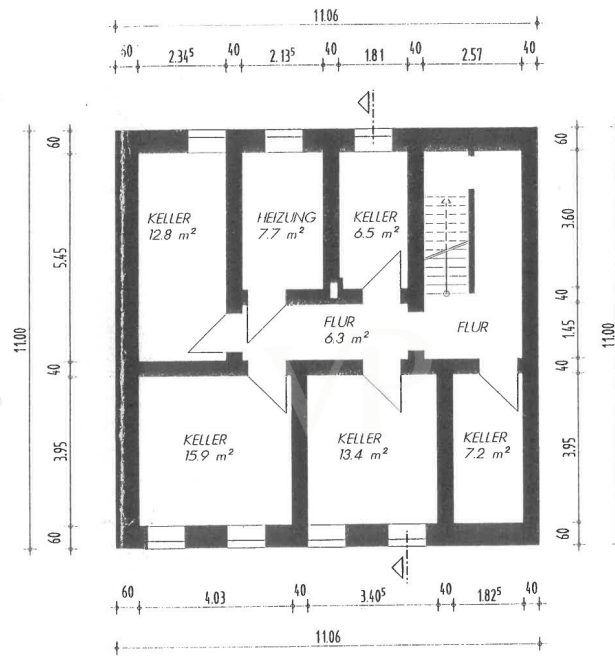 11.06
60 2.34⁵ 40 2.13⁵ 40 1.81 40 2.57 40
60
5.45
40
3.95
60
11.00
60
3.60
40
1.45
40
3.95
60
11.00
KELLER
12.8 m²
HEIZUNG
7.7 m²
KELLER
6.5 m²
FLUR
6.3 m²
FLUR
KELLER
15.9 m²
KELLER
13.4 m²
KELLER
7.2 m²
60 4.03 40 3.40⁵ 40 1.82⁵ 40
11.06